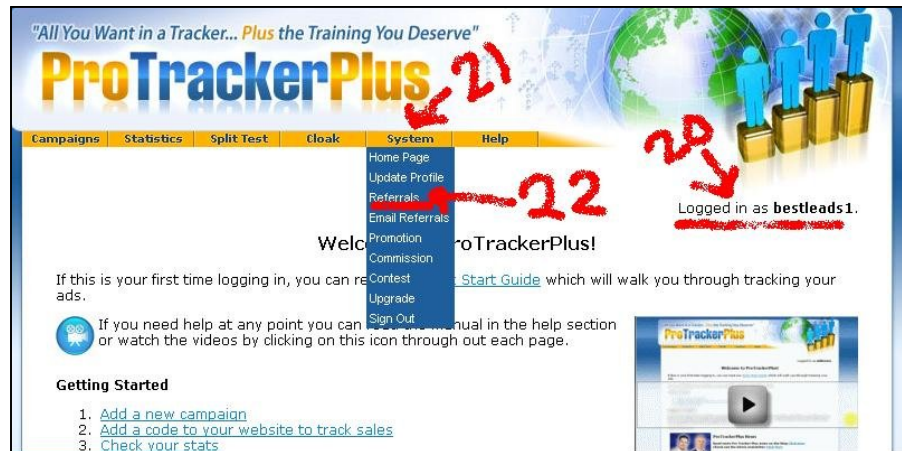 "All You Want in a Tracker... Plus the Training You Deserve"
ProTrackerPlus
21
Campaigns Statistics Split Test Cloak System Help
20
Home Page
Update Profile
Referrals
22
Email Referrals
Promotion
Commission
Contest
Upgrade
Sign Out
Logged in as bestleads1.
Welc roTrackerPlus!
If this is your first time logging in, you can re Start Guide which will walk you through tracking your
ads.
If you need help at any point you can nual in the help section
or watch the videos by clicking on this icon through out each page.
ProTrackerPlus
Getting Started
1. Add a new campaign
2. Add a code to your website to track sales
3. Check your stats